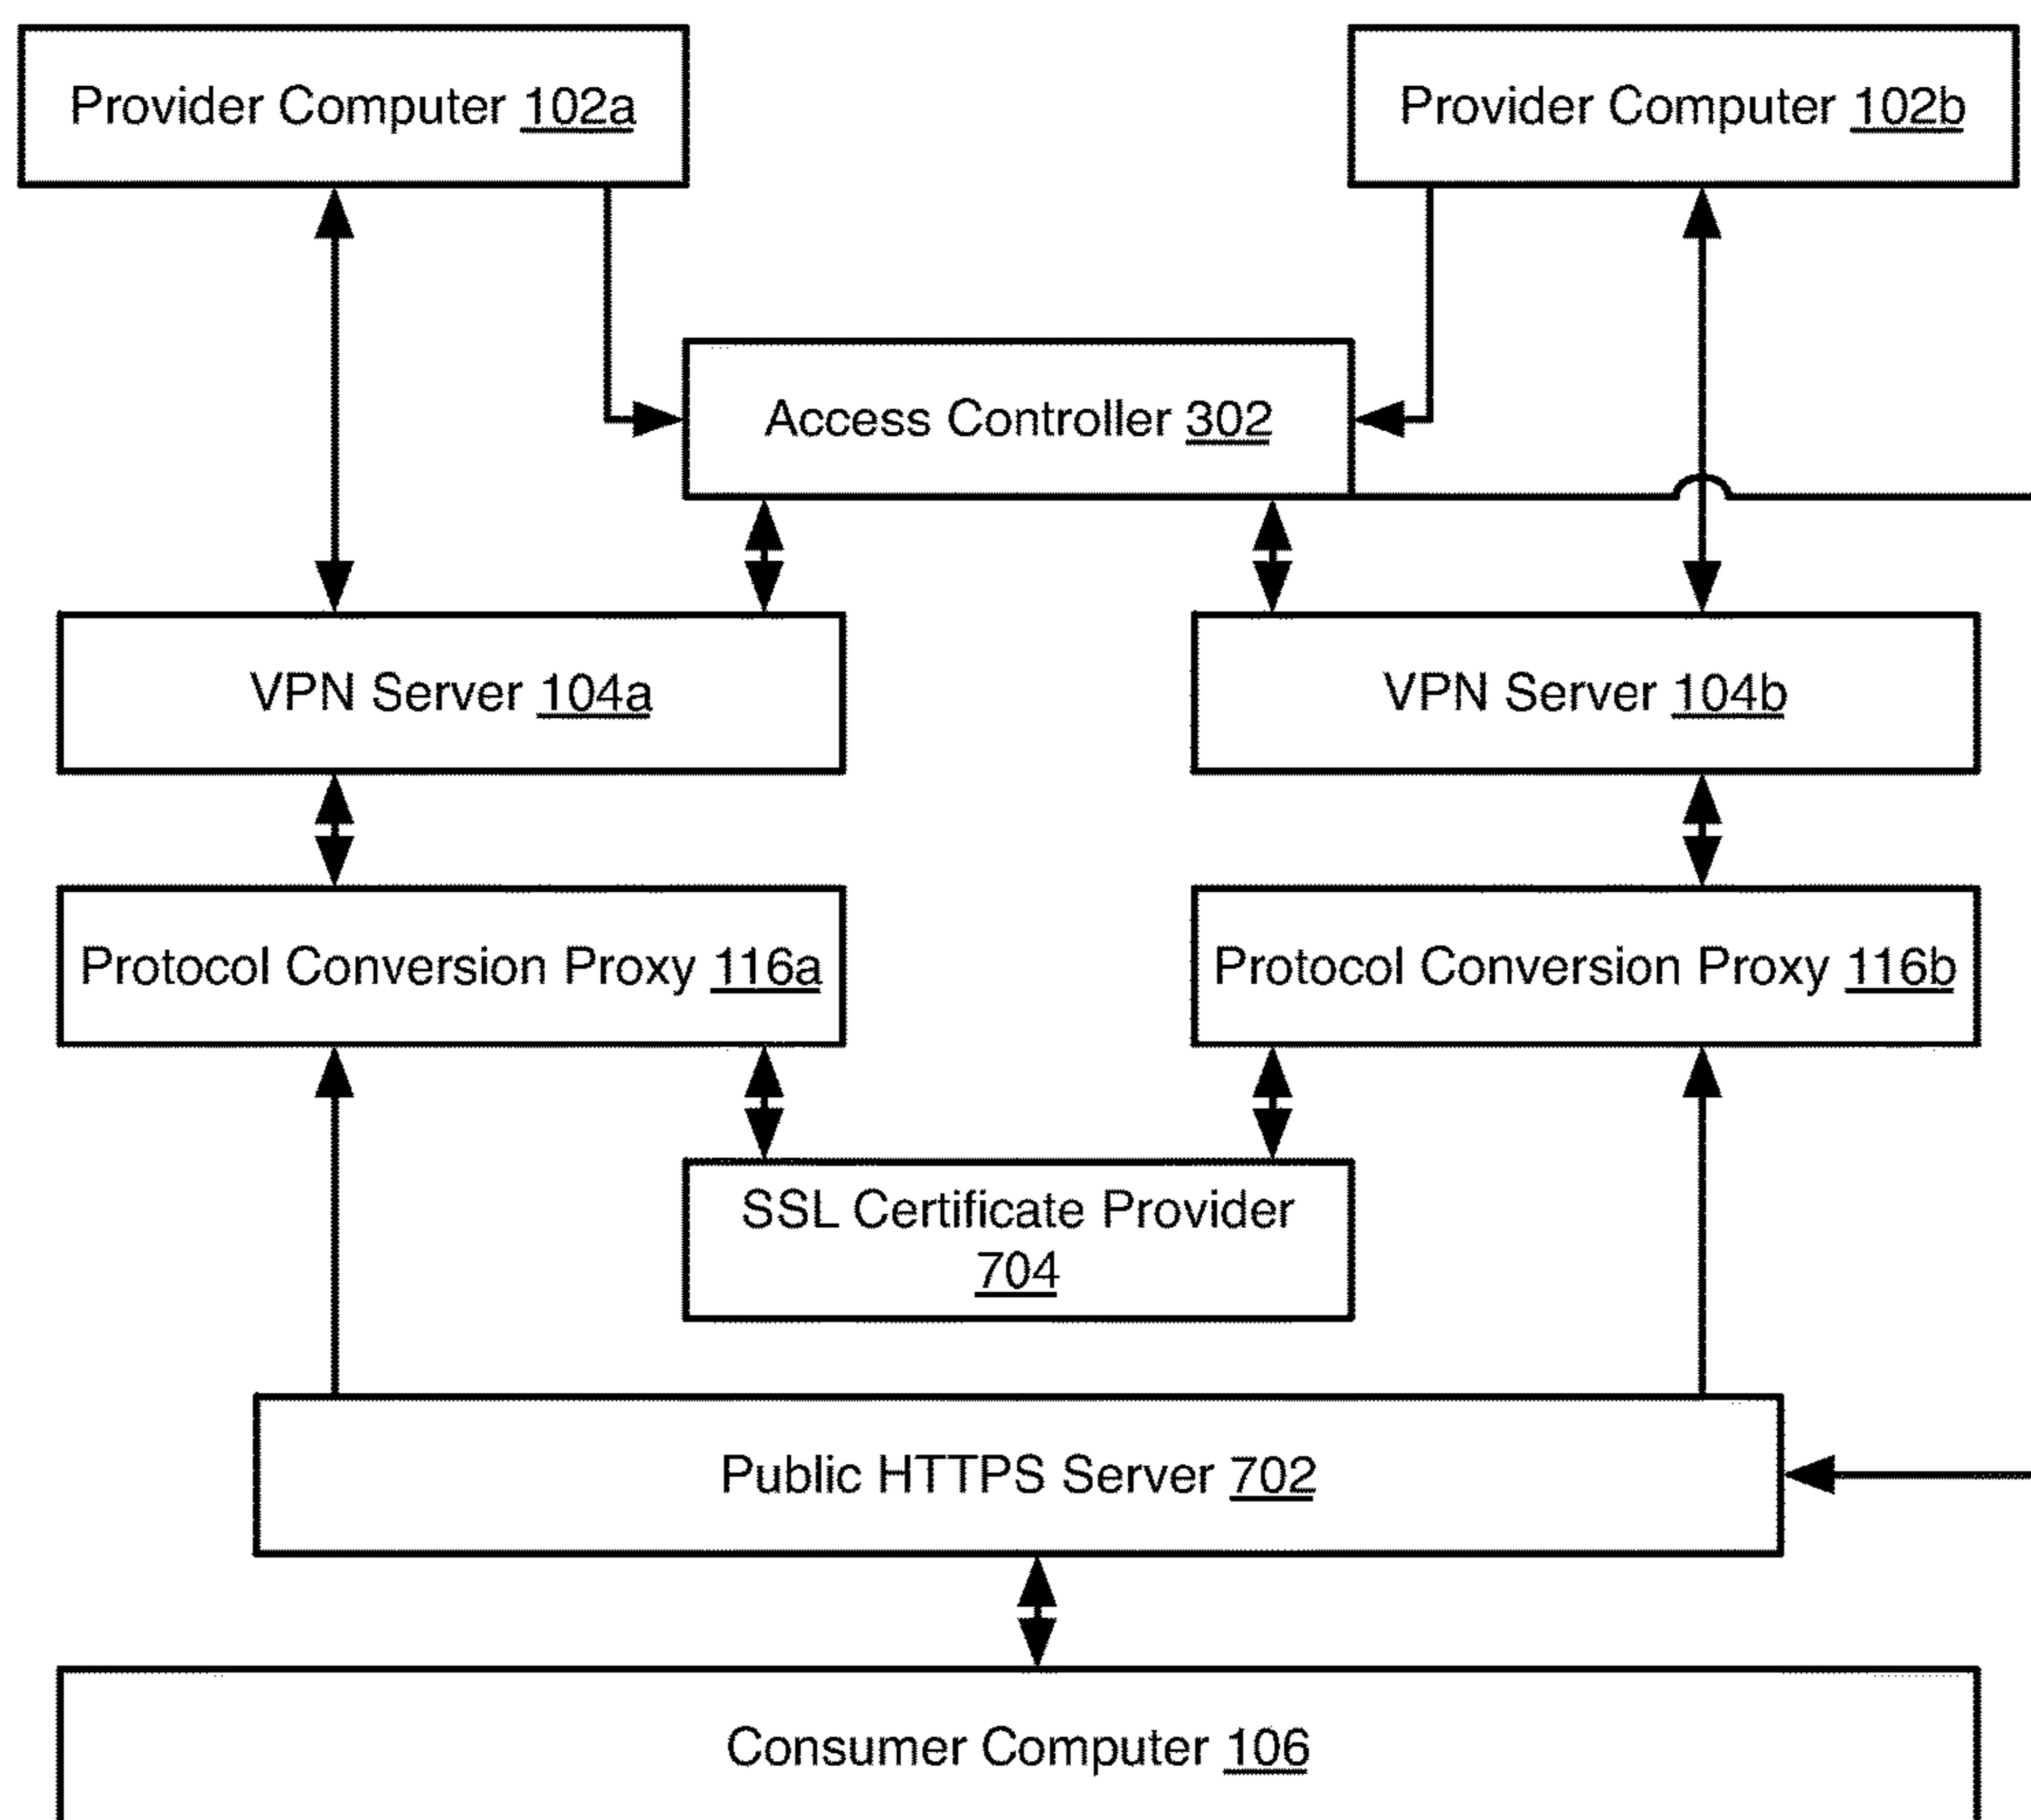 Provider Computer 102a
Provider Computer 102b
Access Controller 302
VPN Server 104a
VPN Server 104b
Protocol Conversion Proxy 116a
Protocol Conversion Proxy 116b
SSL Certificate Provider
704
Public HTTPS Server 702
Consumer Computer 106